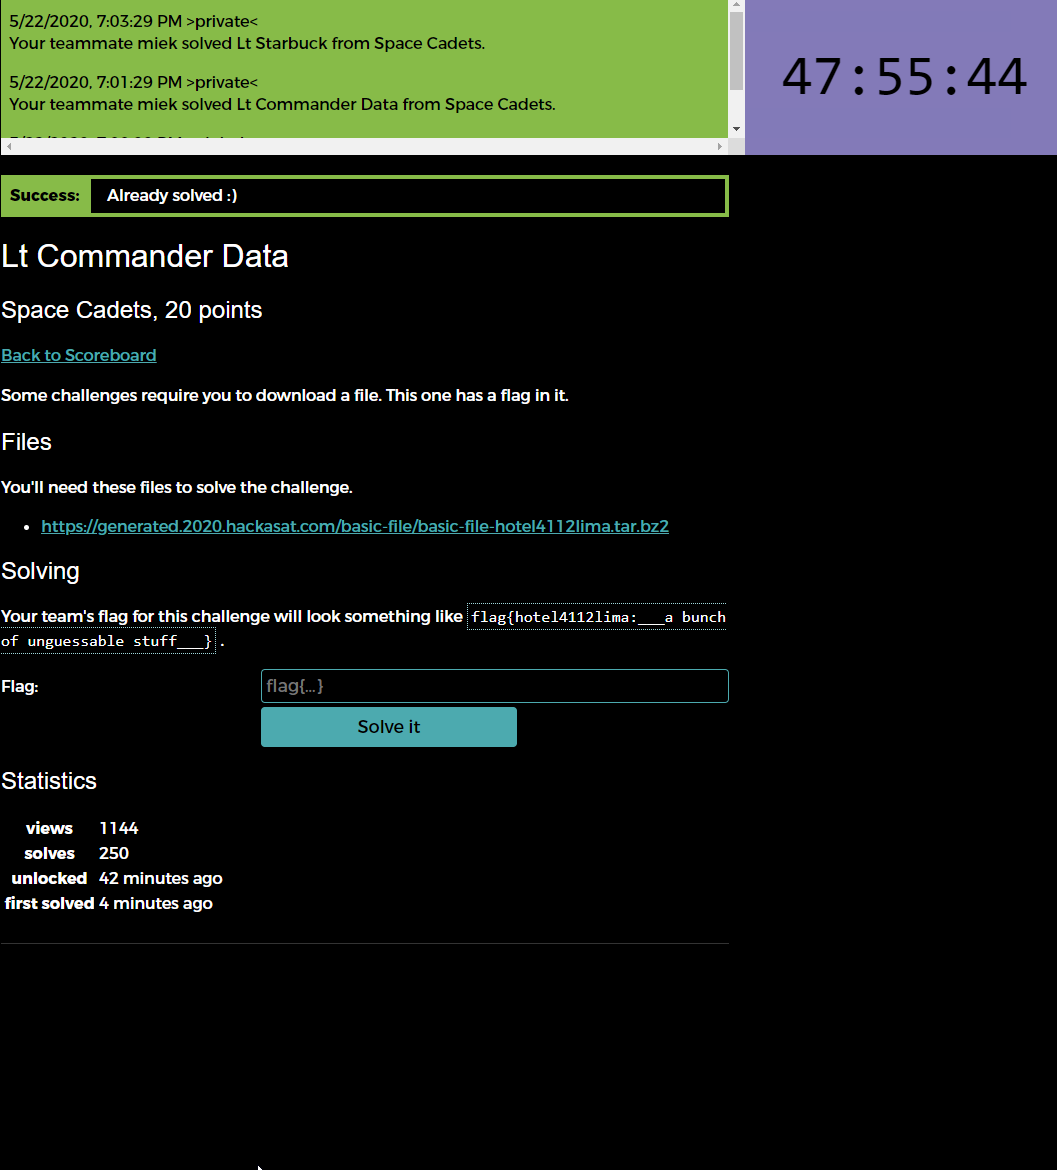 5/22/2020, 7:03:29 PM >private<
Your teammate miek solved Lt Starbuck from Space Cadets.
5/22/2020, 7:01:29 PM >private<
Your teammate miek solved Lt Commander Data from Space Cadets.
47:55:44
Success: Already solved :)
Lt Commander Data
Space Cadets, 20 points
Back to Scoreboard
Some challenges require you to download a file. This one has a flag in it.
Files
You'll need these files to solve the challenge.
• https://generated.2020.hackasat.com/basic-file/basic-file-hotel4112lima.tar.bz2
Solving
Your team's flag for this challenge will look something like flag{hotel4112lima:___a bunch
of unguessable stuff___} .
Flag: flag{...}
Solve it
Statistics
views 1144
solves 250
unlocked 42 minutes ago
first solved 4 minutes ago